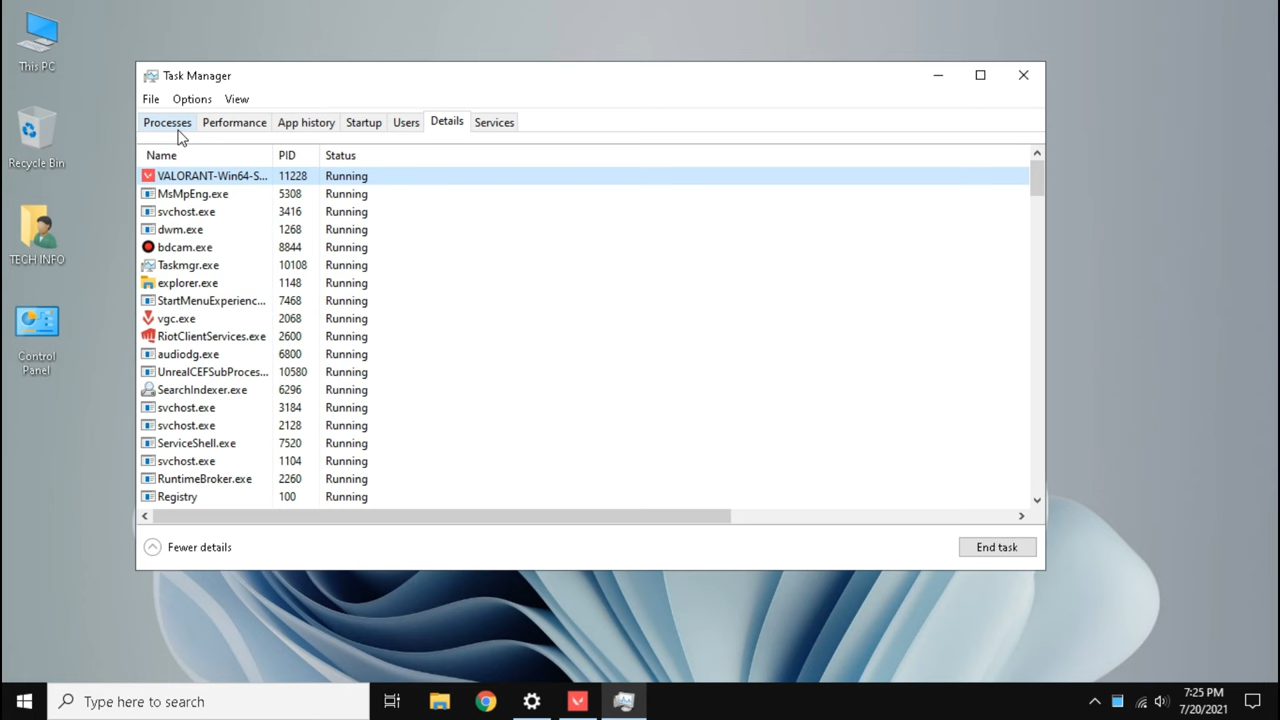 This PC
Recycle Bin
TECH INFO
Control
Panel
Task Manager
File Options View
Processes Performance App history Startup Users Details Services
Name PID Status
VALORANT-Win64-S... 11228 Running
MsMpEng.exe 5308 Running
svchost.exe 3416 Running
dwm.exe 1268 Running
bdcam.exe 8844 Running
Taskmgr.exe 10108 Running
explorer.exe 1148 Running
StartMenuExperienc... 7468 Running
vgc.exe 2068 Running
RiotClientServices.exe 2600 Running
audiodg.exe 6800 Running
UnrealCEFSubProces... 10580 Running
SearchIndexer.exe 6296 Running
svchost.exe 3184 Running
svchost.exe 2128 Running
ServiceShell.exe 7520 Running
svchost.exe 1104 Running
RuntimeBroker.exe 2260 Running
Registry 100 Running
Fewer details End task
Type here to search
7:25 PM
7/20/2021